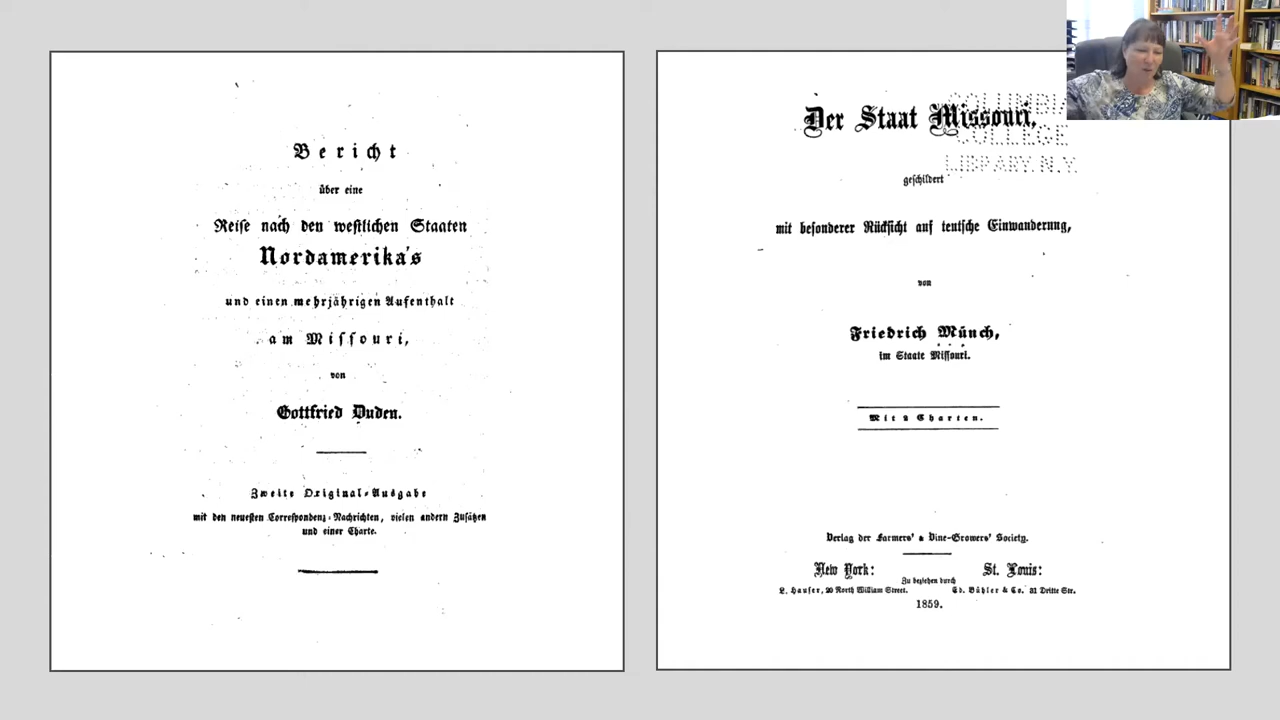 Bericht
über eine
Reise nach den westlichen Staaten
Nordamerika's
und einen mehrjährigen Aufenthalt
am Missouri,
von
Gottfried Duden.
Zweite Original-Ausgabe
mit den neuesten Correspondenz-Nachrichten, vielen andern Zusätzen
und einer Charte.
Der Staat Missouri,
COLUMBIA
COLLEGE
LIBRARY. N.Y.
geschildert
mit besonderer Rücksicht auf teutsche Einwanderung,
von
Friedrich Münch,
im Staate Missouri.
Mit 2 Charten.
Verlag der Farmers' & Vine-Growers' Society.
New York:
St. Louis:
Zu beziehen durch
L. Hauser, 20 North William Street.
Ed. Bühler & Co. 31 Dritte Str.
1859.